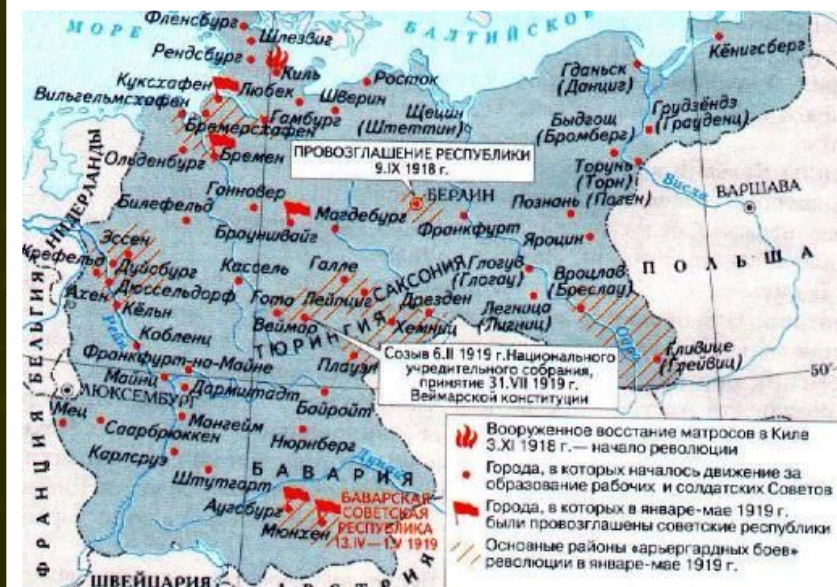 МОРЕ
БАЛТИЙСКОЕ
Фленсбург
Шлезвиг
Рендсбург
Киль
Кёнигсберг
Куксхафен
Любек
Росток
Гданьск
(Данциг)
Вильгельмсхафен
Шверин
Щецин
(Штеттин)
Грудзёндз
(Грауденц)
Бремерсхафен
Гамбург
Быдгощ
(Бромберг)
Ольденбург
Бремен
ПРОВОЗГЛАШЕНИЕ РЕСПУБЛИКИ
9.IX 1918 г.
Торунь
(Торн)
НИДЕРЛАНДЫ
Ганновер
БЕРЛИН
Познань
(Позен)
Висла
ВАРШАВА
Билефельд
Брауншвайг
Магдебург
Франкфурт
Яроцин
Эссен
Крефельд
Дуйсбург
Кассель
Галле
САКСОНИЯ
Глогув
(Глогау)
Вроцлав
(Бреслау)
ПОЛЬША
Дюссельдорф
Ахен
Кёльн
Гота
Лейпциг
Дрезден
Легница
(Лигниц)
Веймар
Хемниц
Одра
БЕЛЬГИЯ
Рейн
Кобленц
ТЮРИНГИЯ
Гливице
(Глейвиц)
Франкфурт-на-Майне
Плауэн
Созыв 6.II 1919 г. Национального
учредительного собрания,
принятие 31.VII 1919 г.
Веймарской конституции
50°
Майнц
ЛЮКСЕМБУРГ
Дармштадт
Байройт
Мец
Мангейм
Саарбрюккен
Нюрнберг
Карлсруэ
ФРАНЦИЯ
БАВАРИЯ
Дунай
Штутгарт
Аугсбург
Мюнхен
БАВАРСКАЯ
СОВЕТСКАЯ
РЕСПУБЛИКА
13.IV—1.V 1919
ШВЕЙЦАРИЯ
АВСТРИЯ
Вооруженное восстание матросов в Киле
3.XI 1918 г.— начало революции
Города, в которых началось движение за
образование рабочих и солдатских Советов
Города, в которых в январе-мае 1919 г.
были провозглашены советские республики
Основные районы «арьергардных боев»
революции в январе-мае 1919 г.